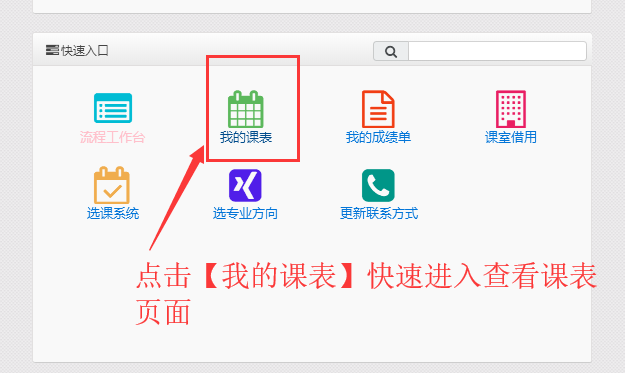 快速入口
流程工作台
我的课表
我的成绩单
课室借用
选课系统
选专业方向
更新联系方式
点击【我的课表】快速进入查看课表
页面